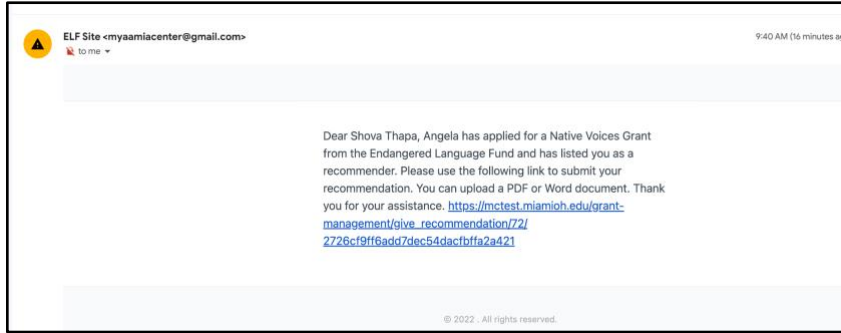 ELF Site <myaamiacenter@gmail.com>
9:40 AM (16 minutes
to me
Dear Shova Thapa, Angela has applied for a Native Voices Grant
from the Endangered Language Fund and has listed you as a
recommender. Please use the following link to submit your
recommendation. You can upload a PDF or Word document. Thank
you for your assistance. https://mctest.miamioh.edu/grant-
management/give_recommendation/72/
2726cf9ff6add7dec54dacfbffa2a421
© 2022 . All rights reserved.